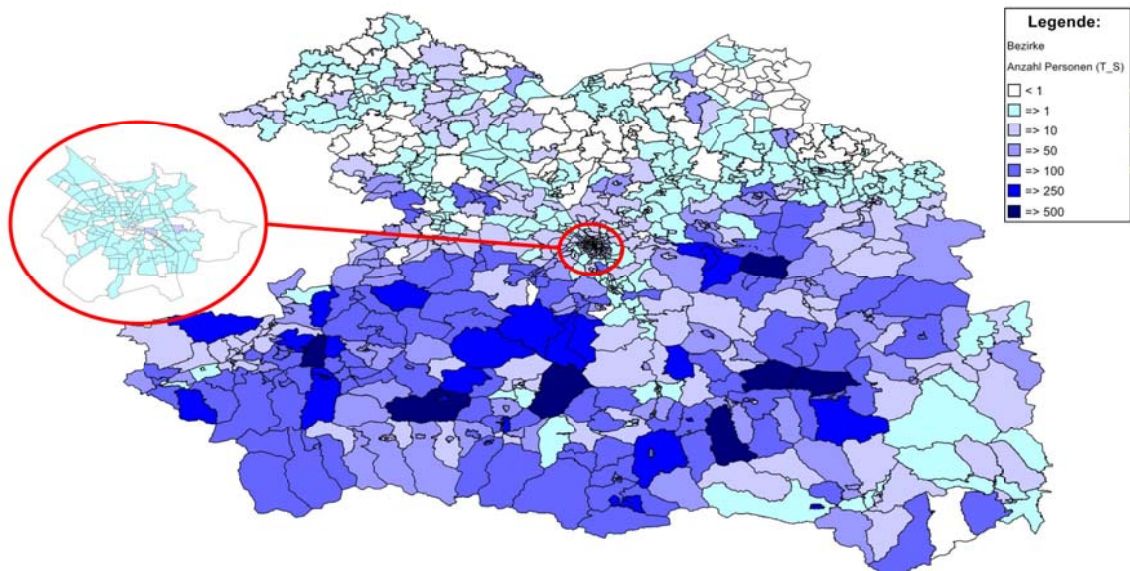 Legende:
Bezirke
Anzahl Personen (T_S)
< 1
=> 1
=> 10
=> 50
=> 100
=> 250
=> 500